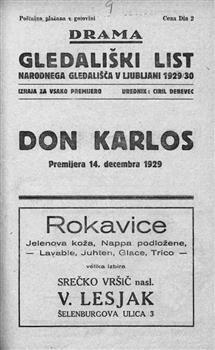 9
Poštnina plačana v gotovini Cena Din 2
DRAMA
GLEDALIŠKI LIST
NARODNEGA GLEDALIŠČA V LJUBLJANI 1929-30
IZHAJA ZA VSAKO PREMIJERO UREDNIK: CIRIL DEBEVEC
DON KARLOS
Premijera 14. decembra 1929
Rokavice
Jelenova koža, Nappa podložene,
— Lavable, Juhten, Glace, Trico —
velika izbira
SREČKO VRŠIČ nasl.
V. LESJAK
ŠELENBURGOVA ULICA 3